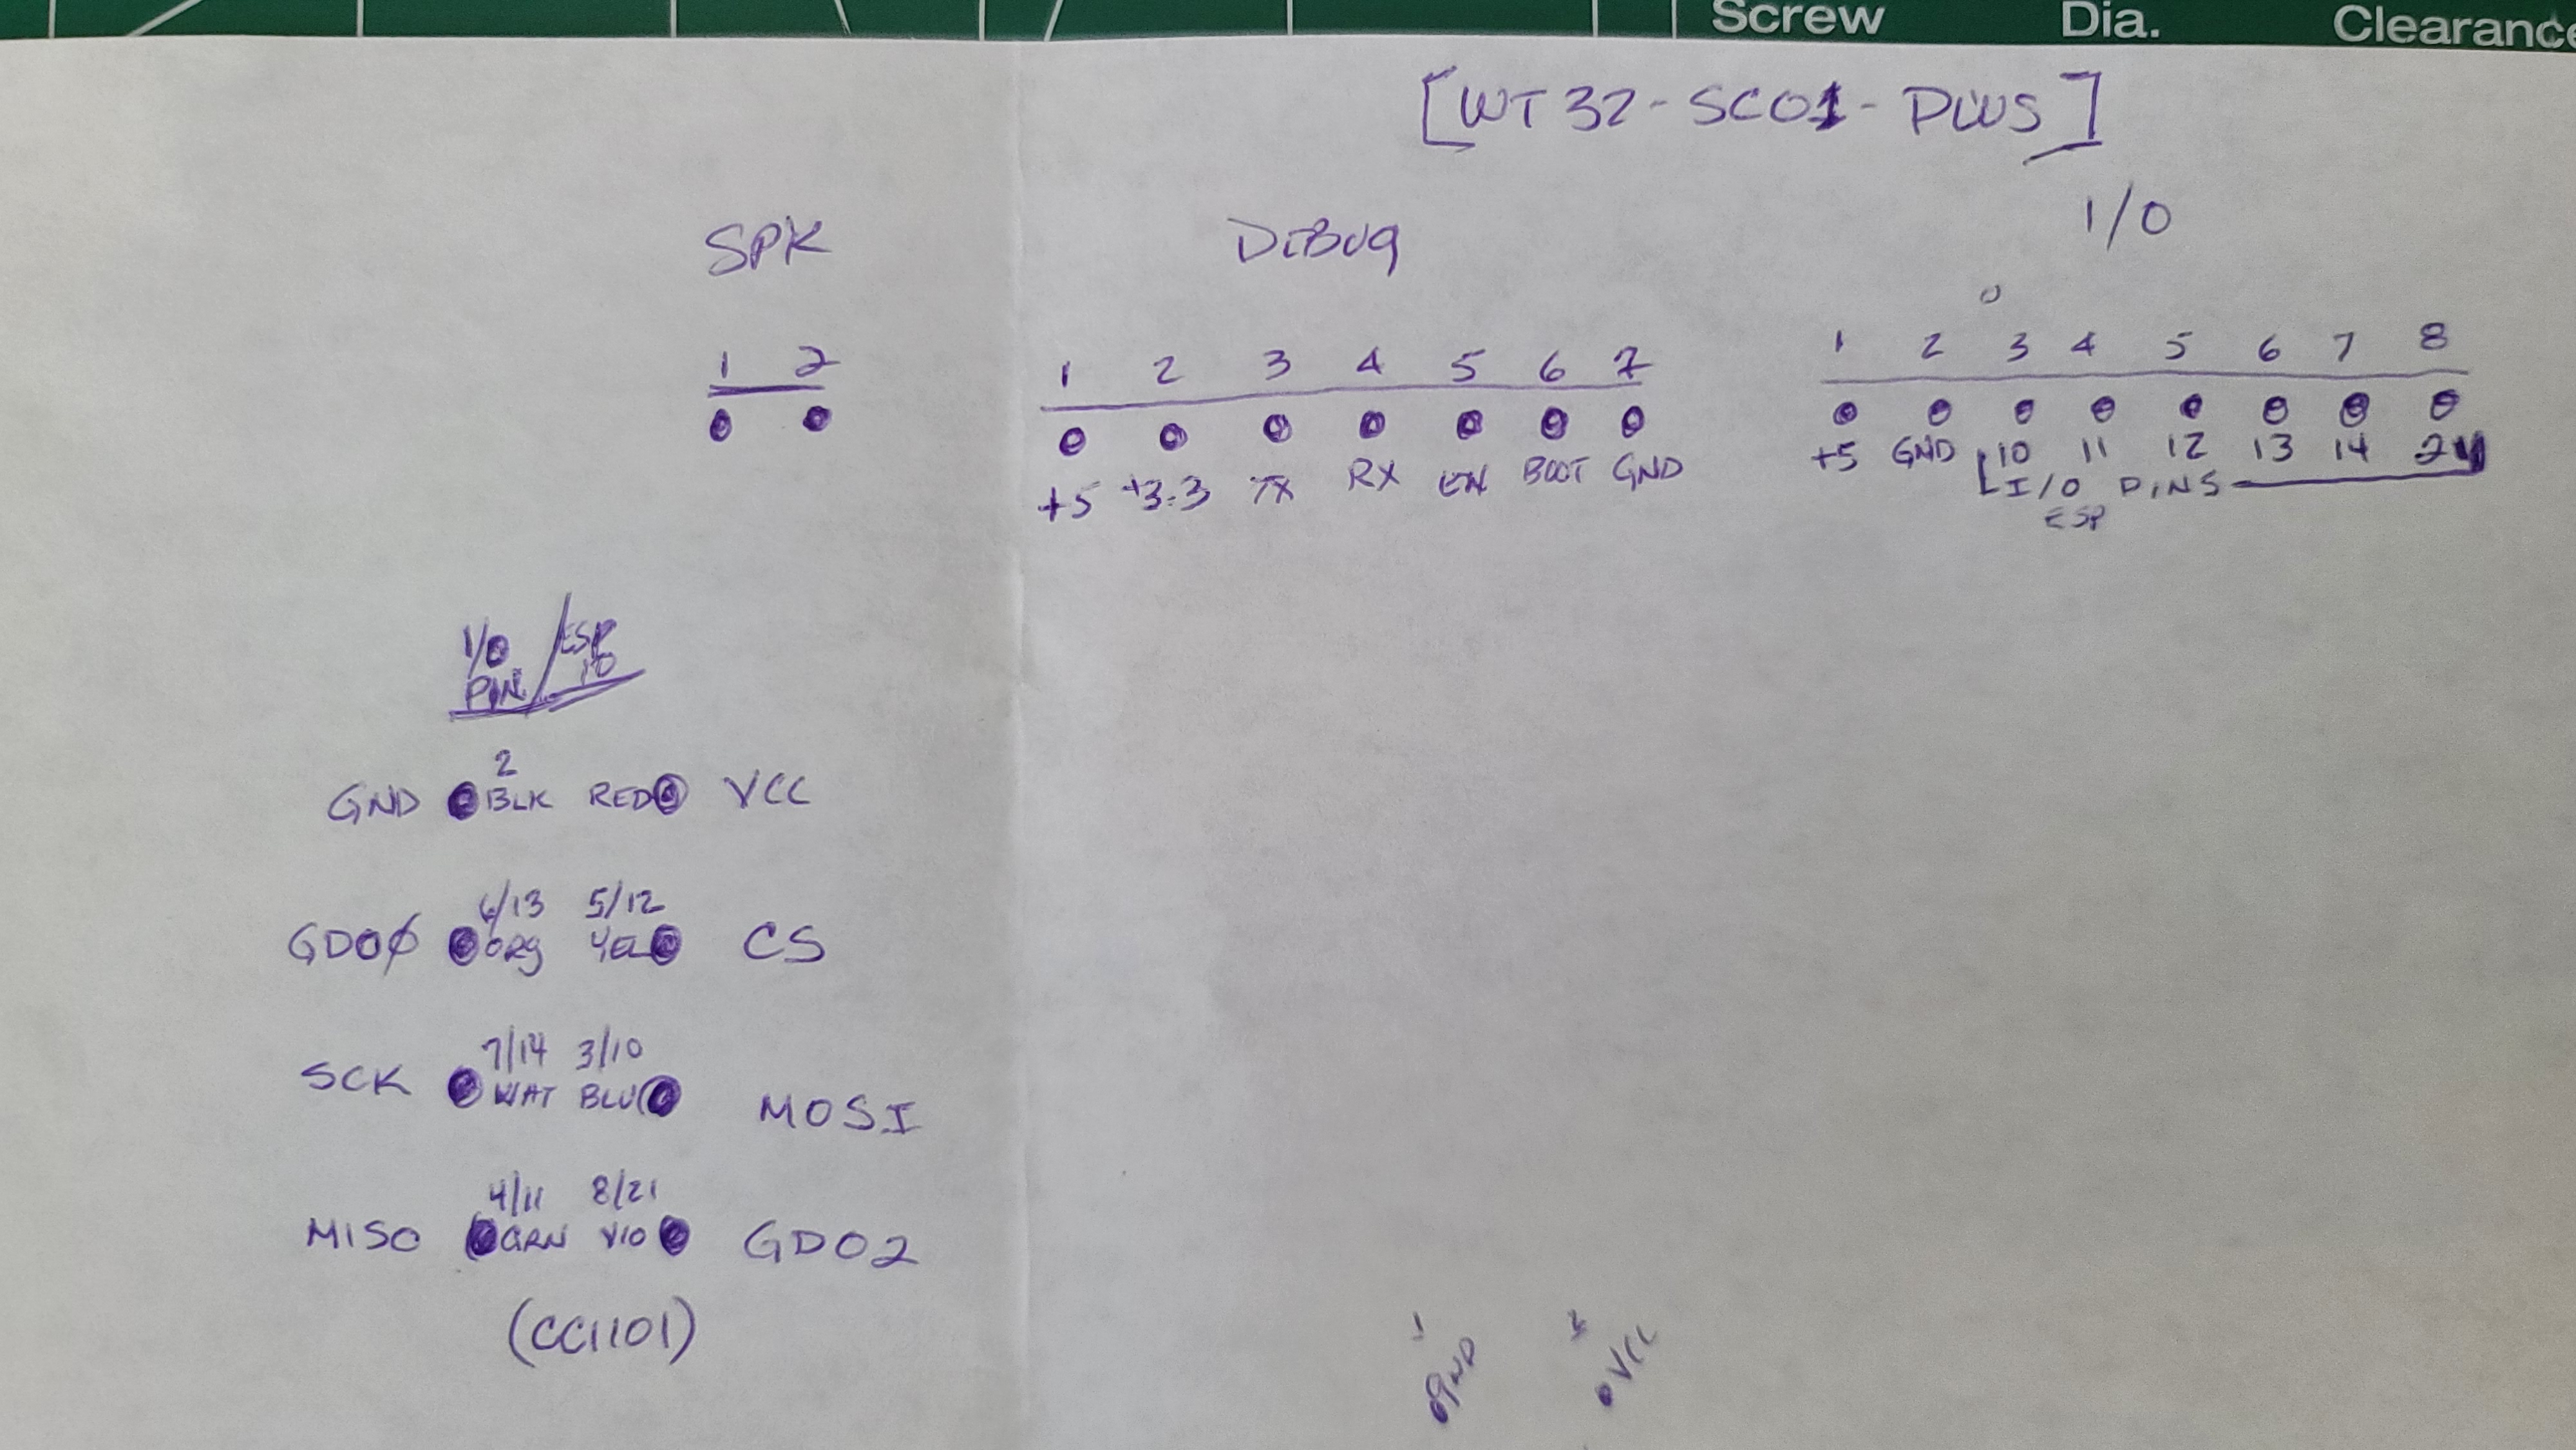 [WT32-SC01-PLUS]
SPK
Debug
I/O
1 2
1 2 3 4 5 6 7
+5 +3.3 TX RX EN BOOT GND
1 2 3 4 5 6 7 8
+5 GND 10 11 12 13 14 21
[I/O PINS
ESP
I/O PIN / ESP IO
2
GND BLK RED VCC
6/13 5/12
GDO0 ORG YEL CS
7/14 3/10
SCK WHT BLU MOSI
4/11 8/21
MISO GRN VIO GDO2
(CC1101)
1
GND
VCC
Screw Dia. Clearance